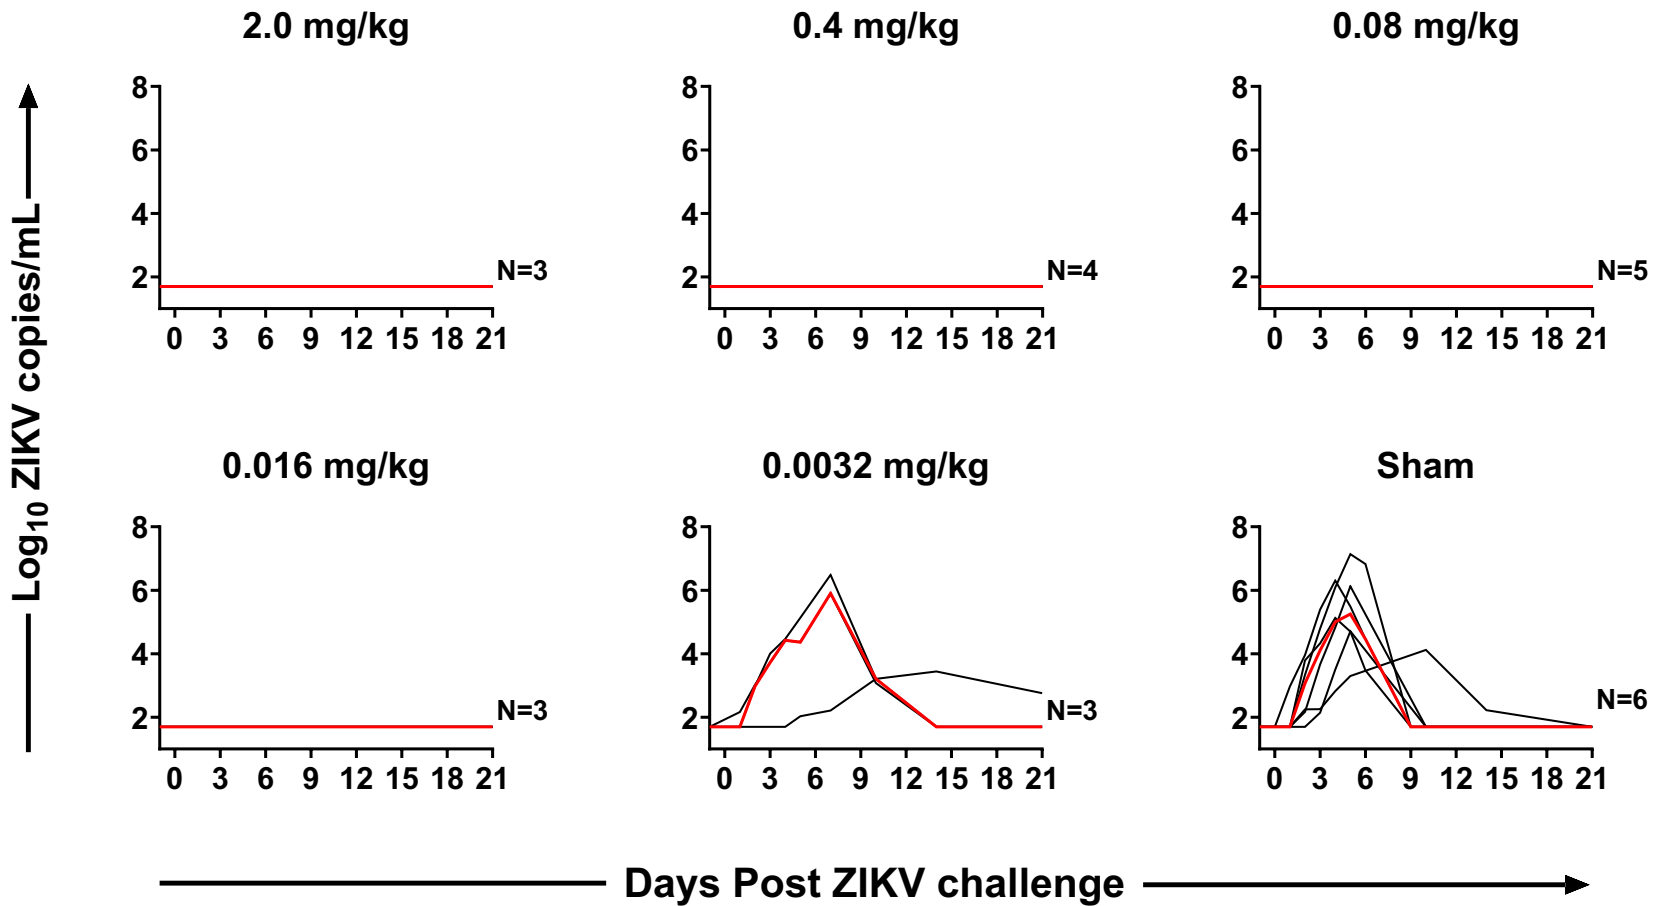 2.0 mg/kg
0.4 mg/kg
0.08 mg/kg
8
6
4
2
N=3
0 3 6 9 12 15 18 21
8
6
4
2
N=4
0 3 6 9 12 15 18 21
8
6
4
2
N=5
0 3 6 9 12 15 18 21
Log10 ZIKV copies/mL
0.016 mg/kg
0.0032 mg/kg
Sham
8
6
4
2
N=3
0 3 6 9 12 15 18 21
8
6
4
2
N=3
0 3 6 9 12 15 18 21
8
6
4
2
N=6
0 3 6 9 12 15 18 21
Days Post ZIKV challenge